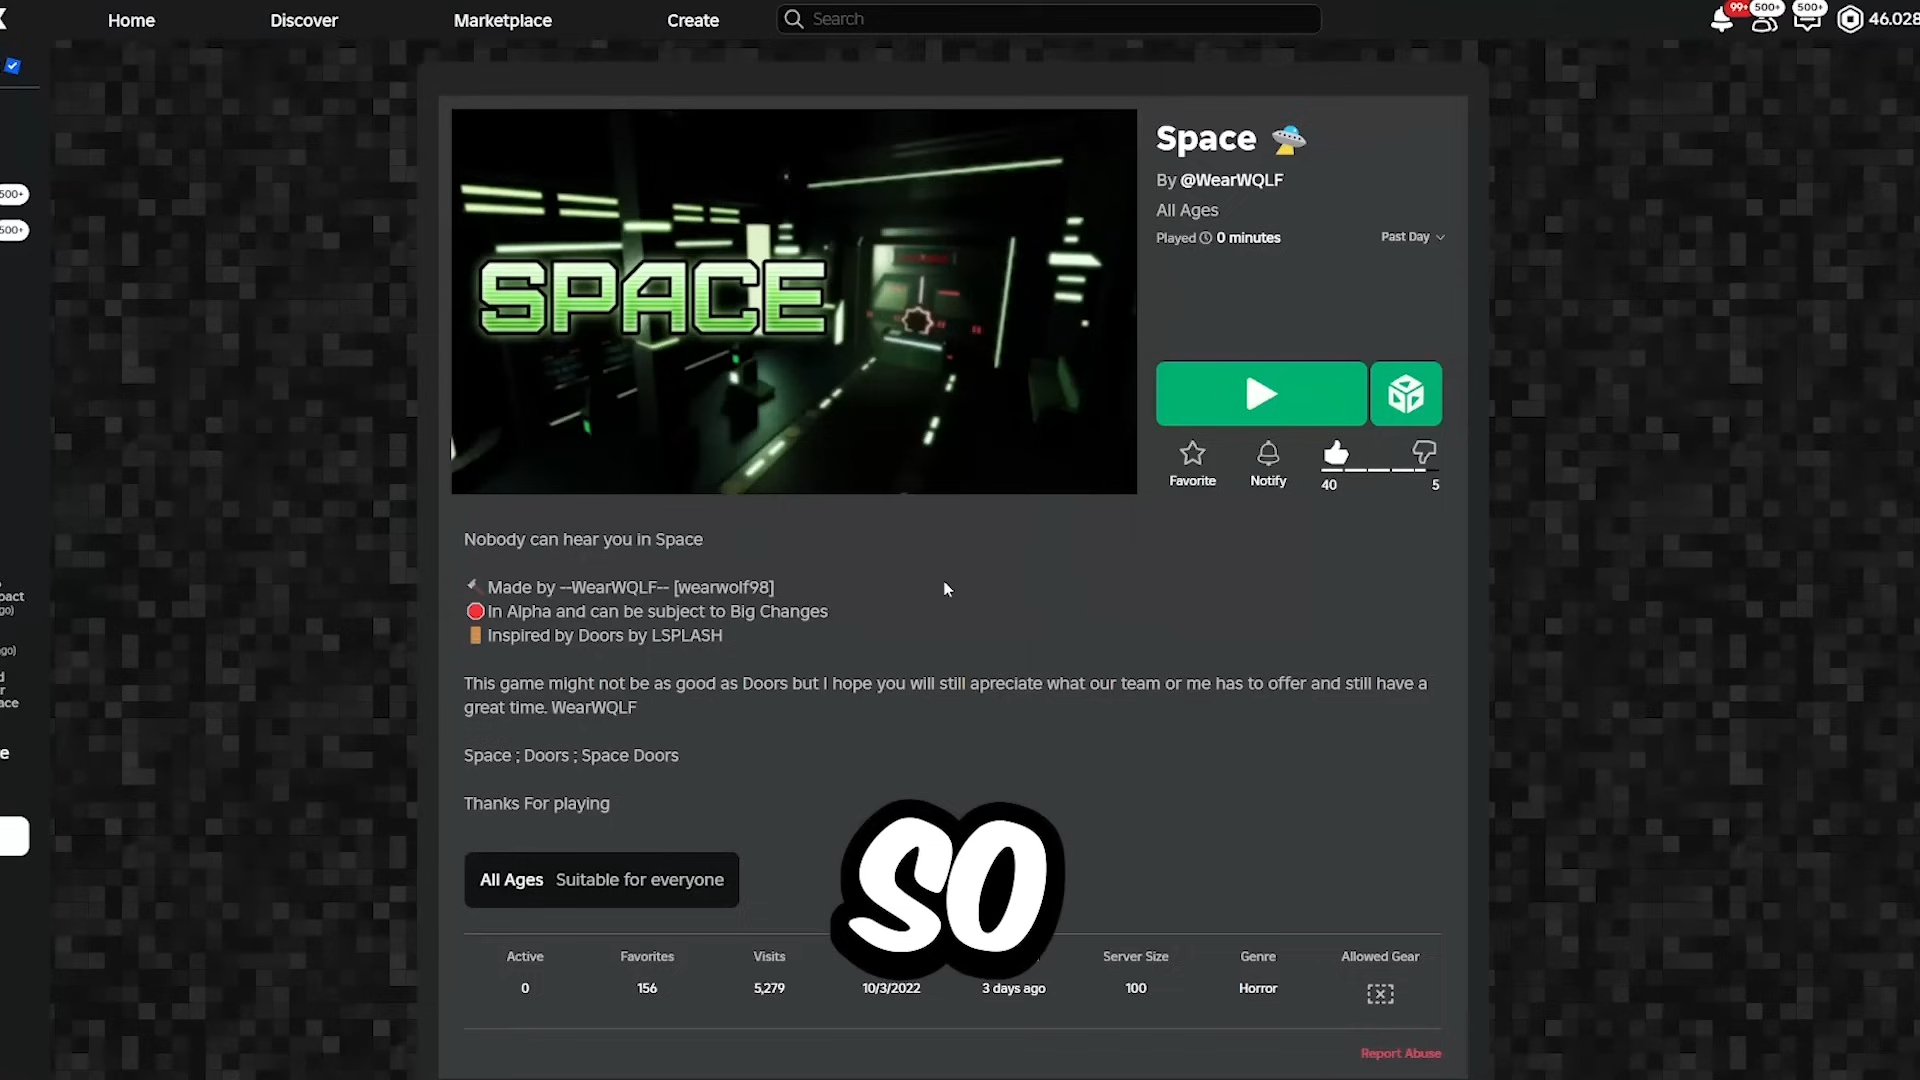 Home Discover Marketplace Create Search 99+ 500+ 500+ 46.028
Space 🛸
By @WearWQLF
All Ages
Played 0 minutes Past Day
SPACE
500+
500+
Favorite Notify 40 5
Nobody can hear you in Space
🔨 Made by --WearWQLF-- [wearwolf98]
🛑In Alpha and can be subject to Big Changes
🚪 Inspired by Doors by LSPLASH
This game might not be as good as Doors but I hope you will still apreciate what our team or me has to offer and still have a
great time. WearWQLF
Space ; Doors ; Space Doors
Thanks For playing
All Ages Suitable for everyone
SO
Active Favorites Visits Server Size Genre Allowed Gear
0 156 5,279 10/3/2022 3 days ago 100 Horror
Report Abuse